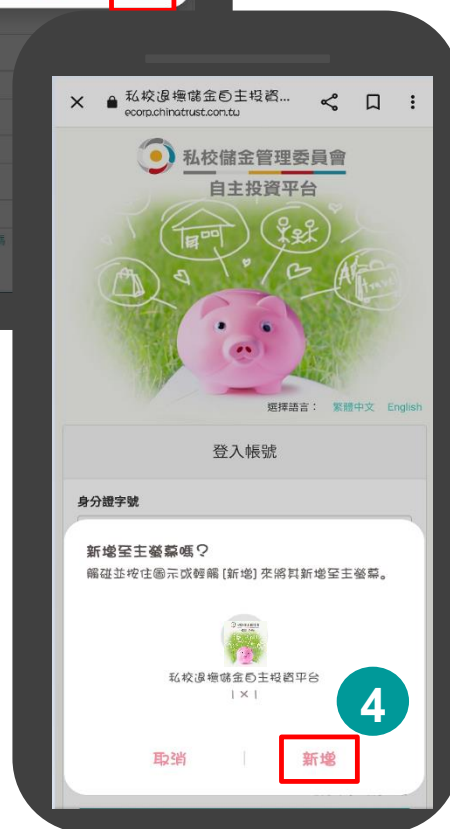 私校退撫儲金自主投資...
ecorp.chinatrust.com.tw
私校儲金管理委員會
自主投資平台
選擇語言： 繁體中文 English
登入帳號
身分證字號
新增至主螢幕嗎？
觸碰並按住圖示或輕觸 [新增] 來將其新增至主螢幕。
私校退撫儲金自主投資平台
1 × 1
4
取消 新增